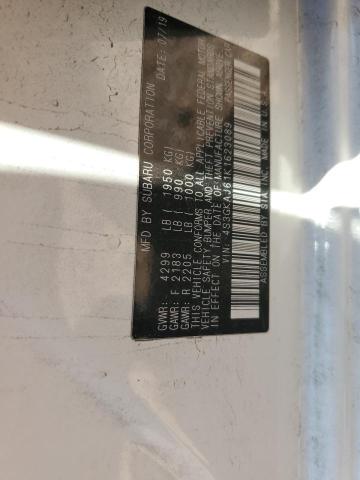 MFD BY SUBARU CORPORATION DATE 07/19
GVWR: 4299 LB ( 1950 KG)
GAWR: F 2183 LB ( 990 KG)
GAWR: R 2205 LB ( 1000 KG)
THIS VEHICLE CONFORMS TO ALL APPLICABLE FEDERAL MOTOR
VEHICLE SAFETY, BUMPER AND THEFT PREVENTION STANDARDS
IN EFFECT ON THE DATE OF MANUFACTURE SHOWN ABOVE.
VIN: PASSENGER CAR
ASSEMBLED BY SIA, INC. MADE IN U.S.A.